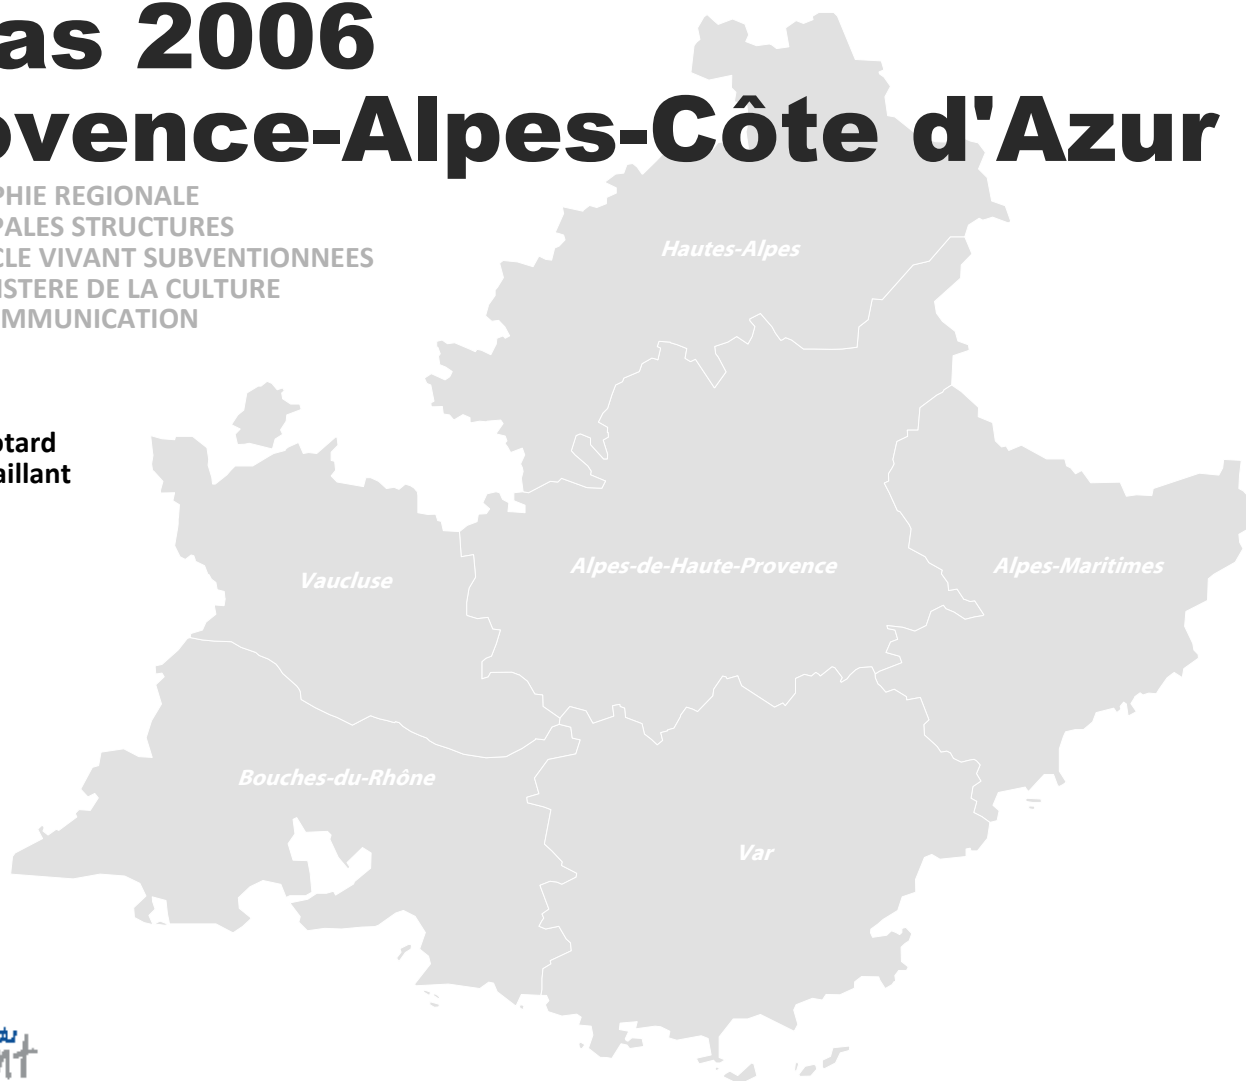 as 2006
ovence-Alpes-Côte d'Azur
PHIE REGIONALE
PALES STRUCTURES
CLE VIVANT SUBVENTIONNEES
ISTERE DE LA CULTURE
OMMUNICATION
Hautes-Alpes
otard
aillant
Vaucluse
Alpes-de-Haute-Provence
Alpes-Maritimes
Bouches-du-Rhône
Var